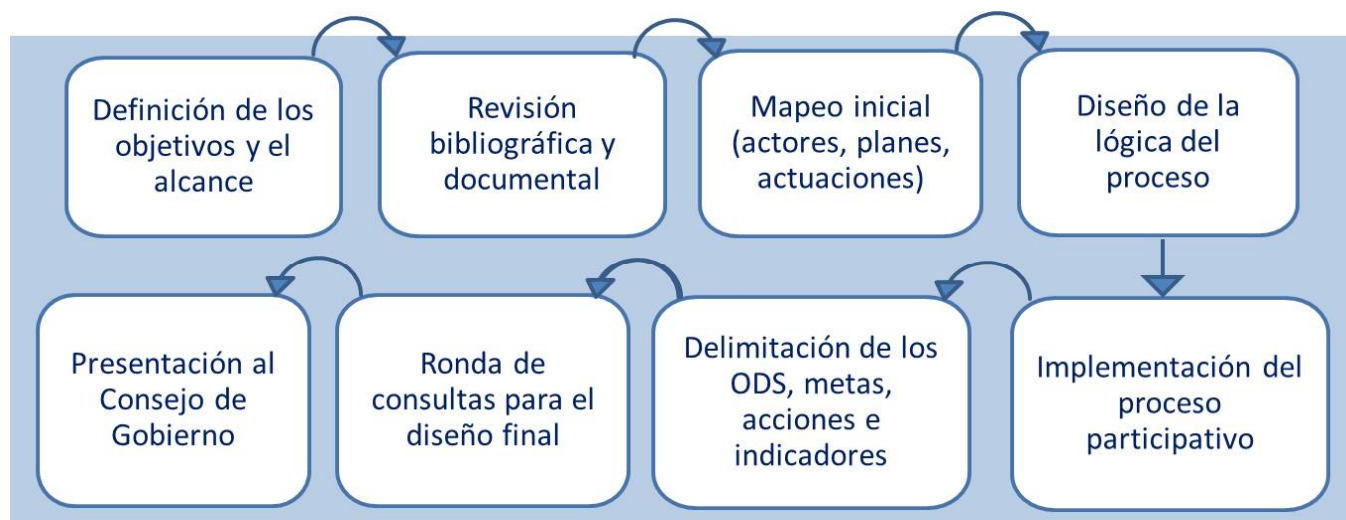 Definición de los
objetivos y el
alcance
Revisión
bibliográfica y
documental
Mapeo inicial
(actores, planes,
actuaciones)
Diseño de la
lógica del
proceso
Implementación del
proceso
participativo
Delimitación de los
ODS, metas,
acciones e
indicadores
Ronda de
consultas para el
diseño final
Presentación al
Consejo de
Gobierno